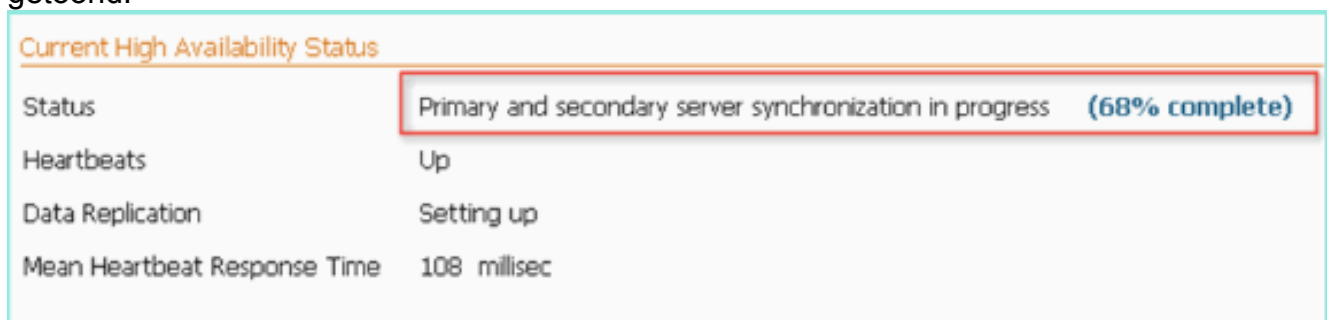 getoond.
Current High Availability Status
Status Primary and secondary server synchronization in progress (68% complete)
Heartbeats Up
Data Replication Setting up
Mean Heartbeat Response Time 108 millisec